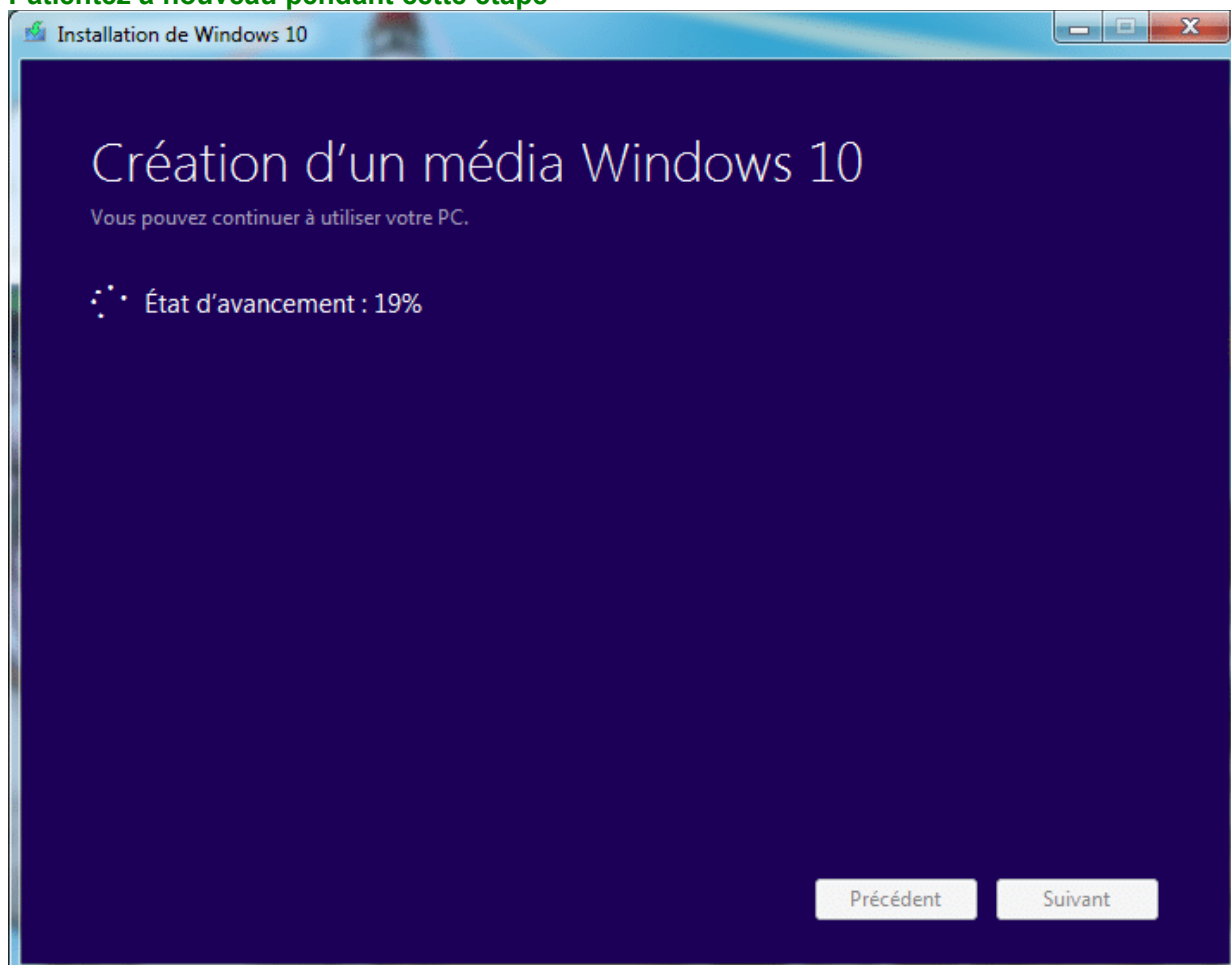 Patientez à nouveau pendant cette étape
Installation de Windows 10
Création d'un média Windows 10
Vous pouvez continuer à utiliser votre PC.
État d'avancement : 19%
Précédent
Suivant